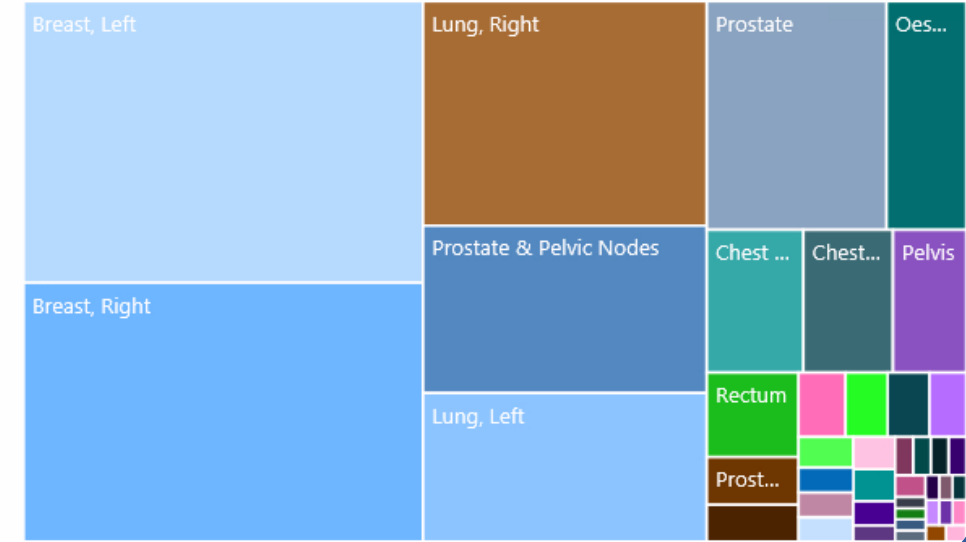 Breast, Left
Lung, Right
Prostate
Oes...
Prostate & Pelvic Nodes
Chest ...
Chest...
Pelvis
Breast, Right
Rectum
Lung, Left
Prost...